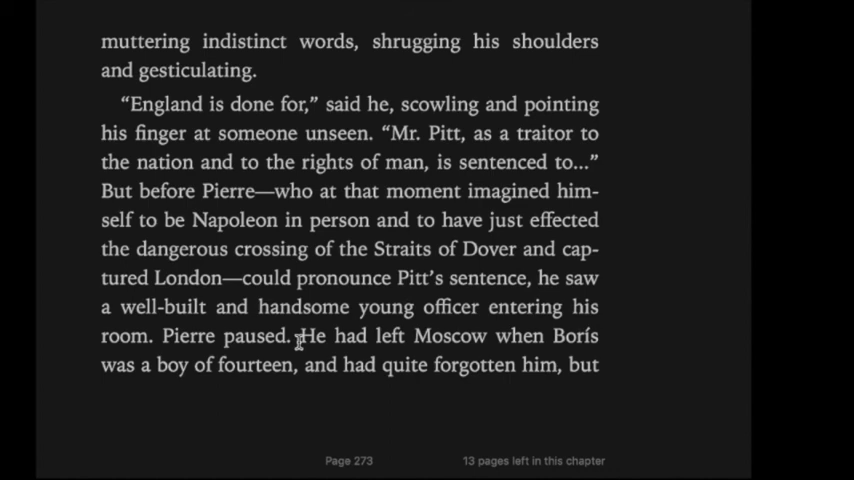 muttering indistinct words, shrugging his shoulders
and gesticulating.
“England is done for,” said he, scowling and pointing
his finger at someone unseen. “Mr. Pitt, as a traitor to
the nation and to the rights of man, is sentenced to...”
But before Pierre—who at that moment imagined him-
self to be Napoleon in person and to have just effected
the dangerous crossing of the Straits of Dover and cap-
tured London—could pronounce Pitt’s sentence, he saw
a well-built and handsome young officer entering his
room. Pierre paused. He had left Moscow when Borís
was a boy of fourteen, and had quite forgotten him, but
Page 273 13 pages left in this chapter